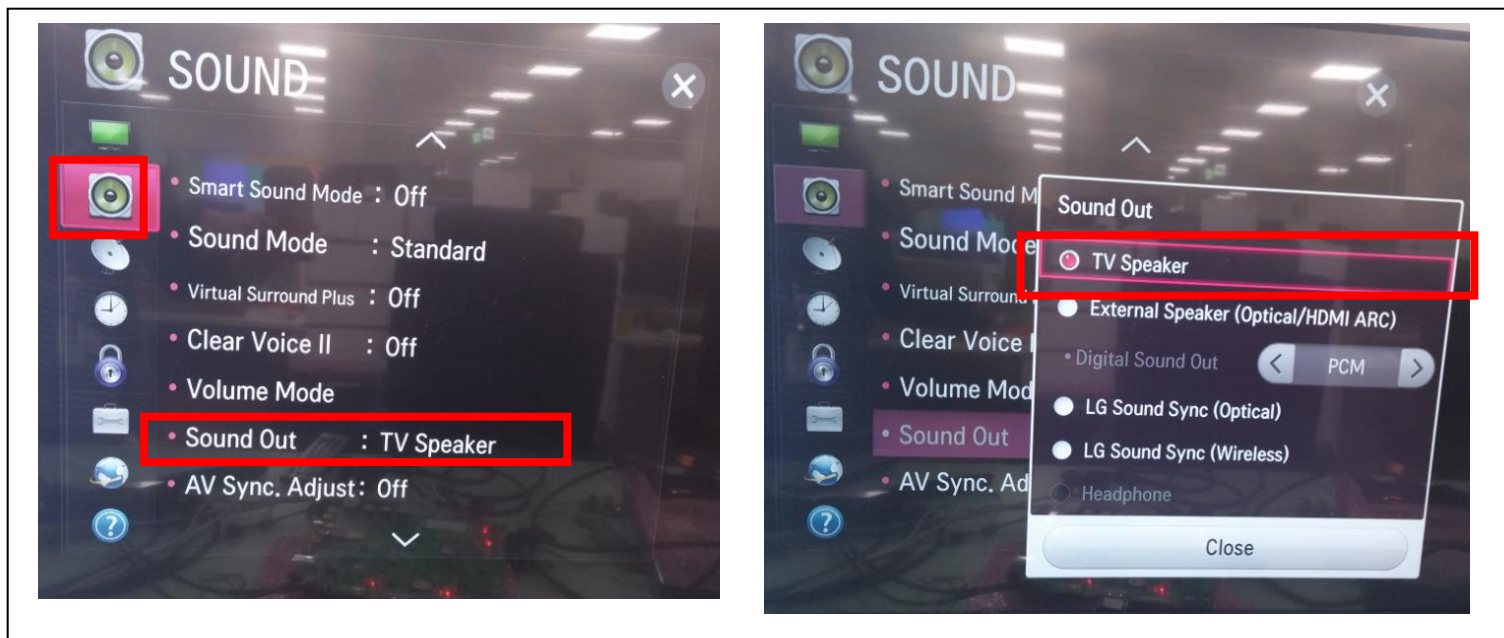 SOUND
Smart Sound Mode : Off
Sound Mode : Standard
Virtual Surround Plus : Off
Clear Voice II : Off
Volume Mode
Sound Out : TV Speaker
AV Sync. Adjust : Off
?
SOUND
Smart Sound M
Sound Mode
Virtual Surround
Clear Voice I
Volume Mod
Sound Out
AV Sync. Ad
?
Sound Out
TV Speaker
External Speaker (Optical/HDMI ARC)
Digital Sound Out < PCM >
LG Sound Sync (Optical)
LG Sound Sync (Wireless)
Headphone
Close